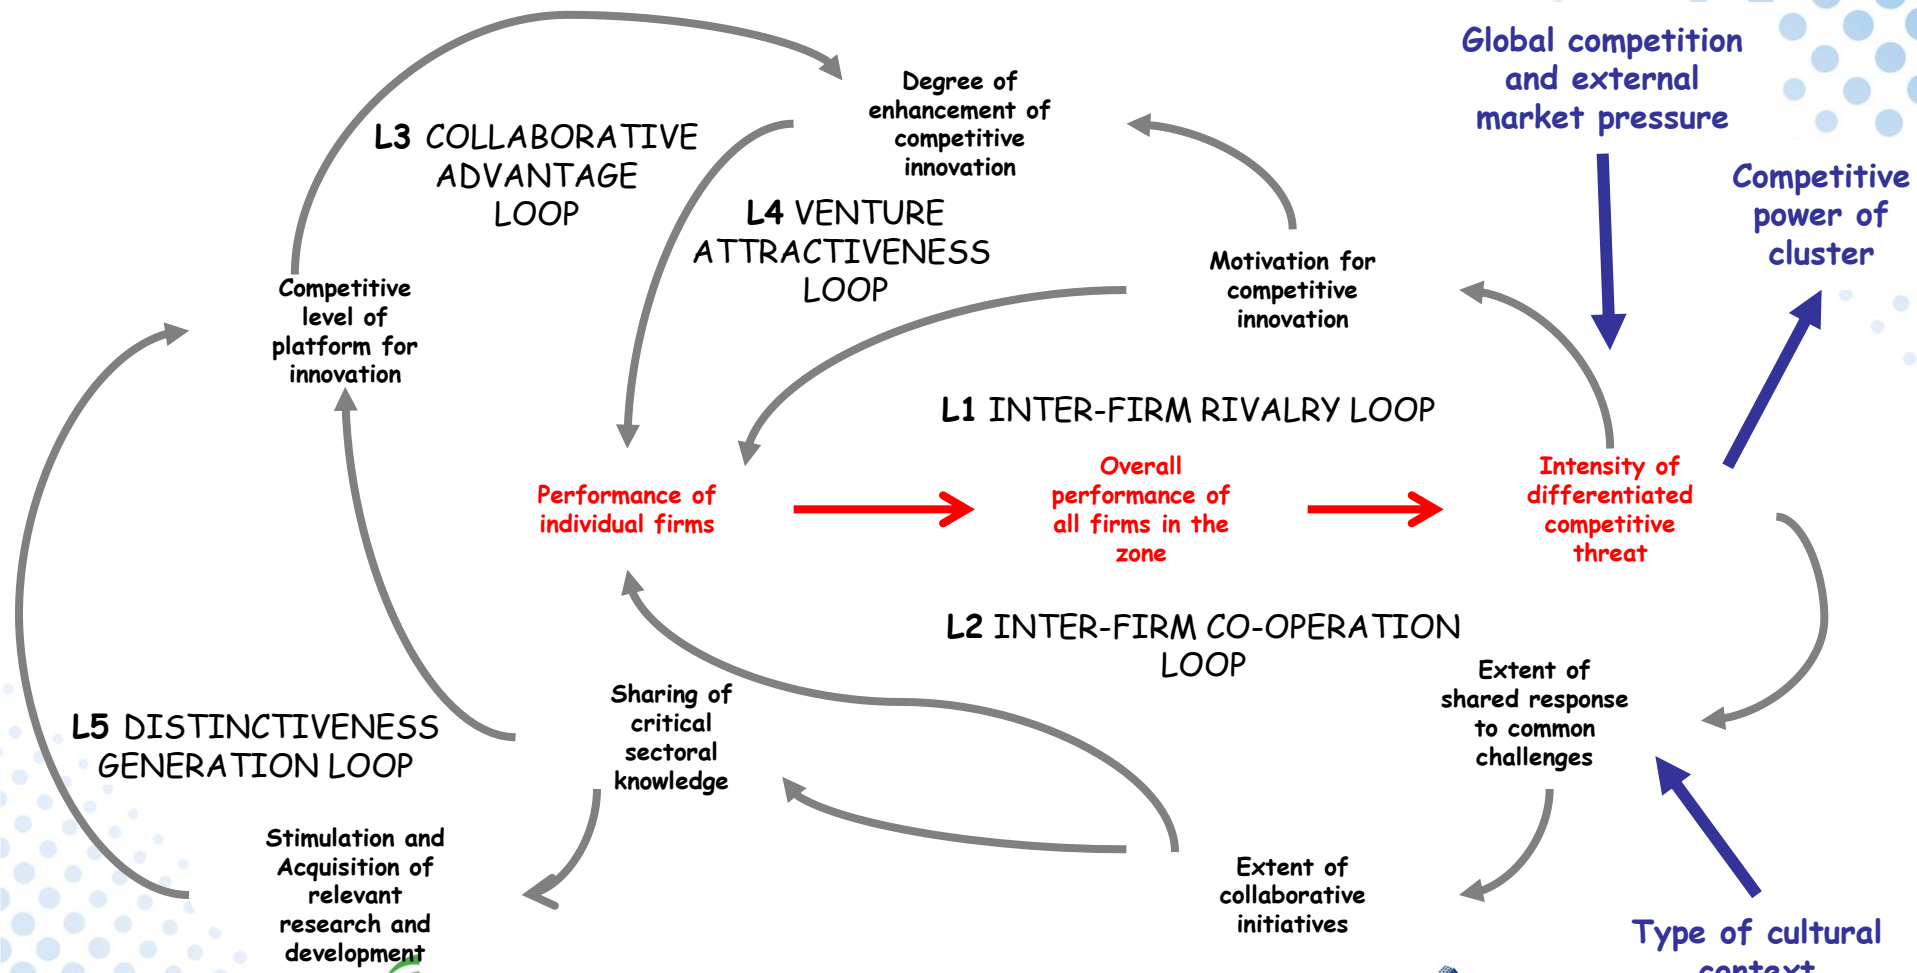 Global competition
and external
market pressure
Degree of
enhancement of
competitive
innovation
L3 COLLABORATIVE
ADVANTAGE
LOOP
Competitive
power of
cluster
L4 VENTURE
ATTRACTIVENESS
LOOP
Motivation for
competitive
innovation
Competitive
level of
platform for
innovation
L1 INTER-FIRM RIVALRY LOOP
Performance of
individual firms
Overall
performance of
all firms in the
zone
Intensity of
differentiated
competitive
threat
L2 INTER-FIRM CO-OPERATION
LOOP
Extent of
shared response
to common
challenges
Sharing of
critical
sectoral
knowledge
L5 DISTINCTIVENESS
GENERATION LOOP
Stimulation and
Acquisition of
relevant
research and
development
Extent of
collaborative
initiatives
Type of cultural
context